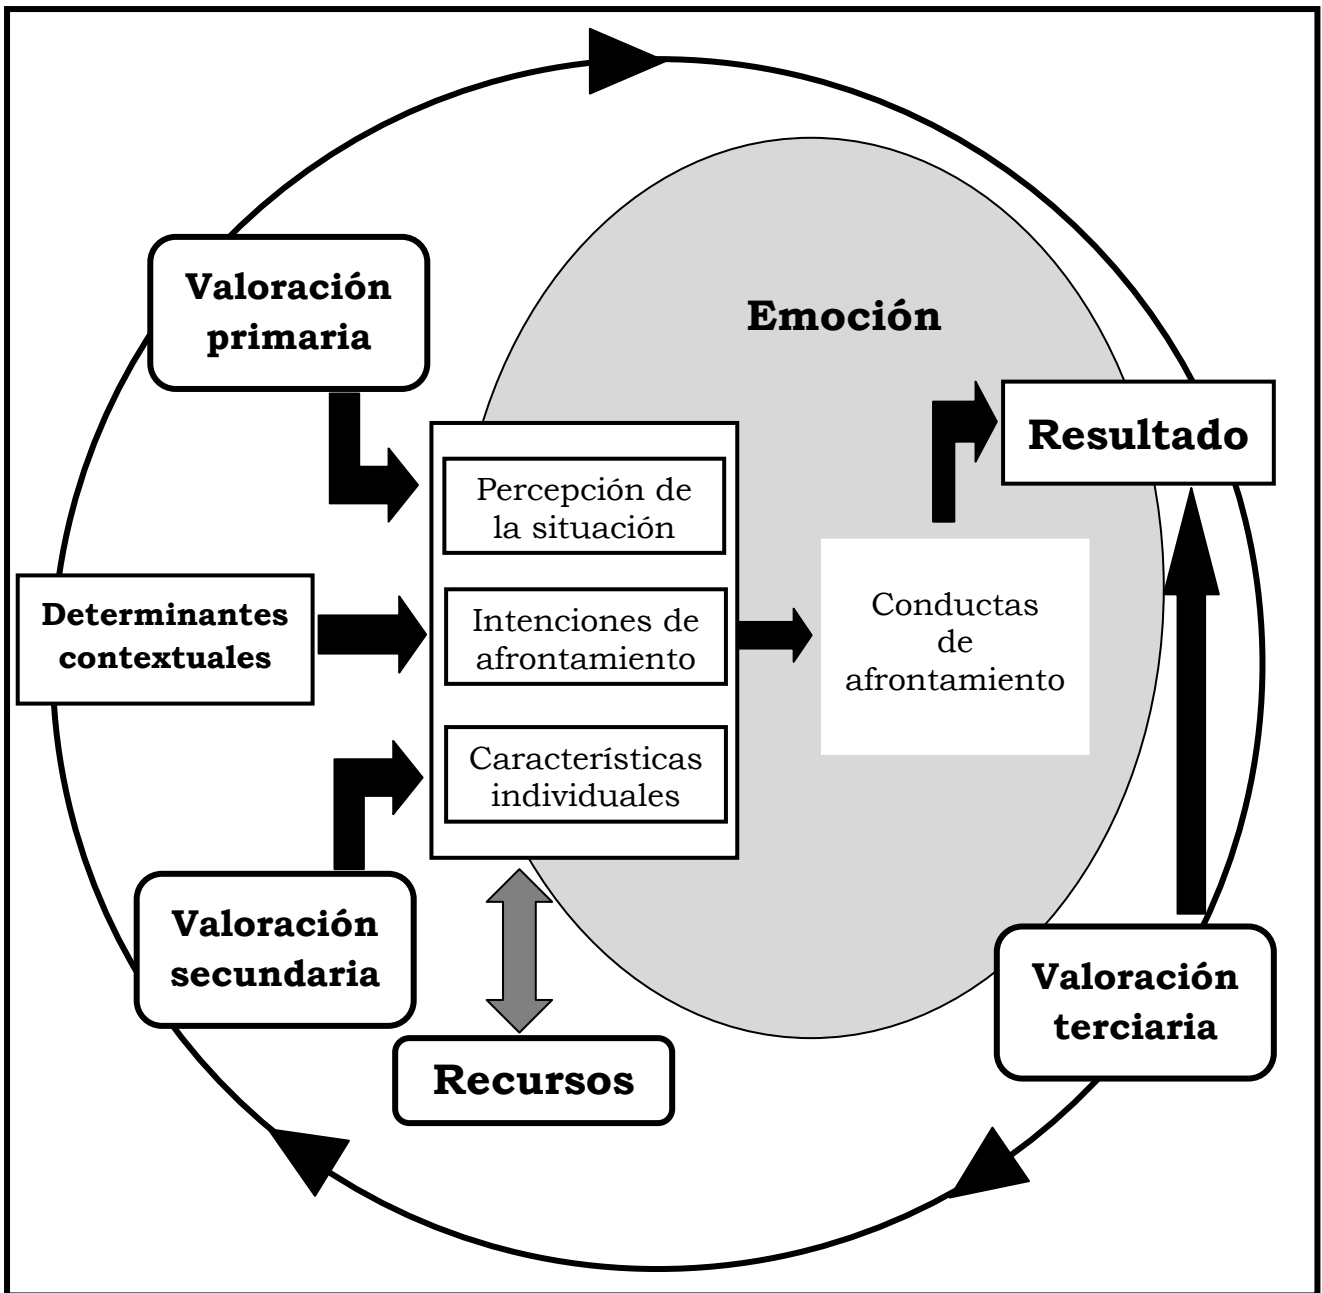 Valoración
primaria
Emoción
Resultado
Percepción de
la situación
Determinantes
contextuales
Intenciones de
afrontamiento
Conductas
de
afrontamiento
Características
individuales
Valoración
secundaria
Valoración
terciaria
Recursos